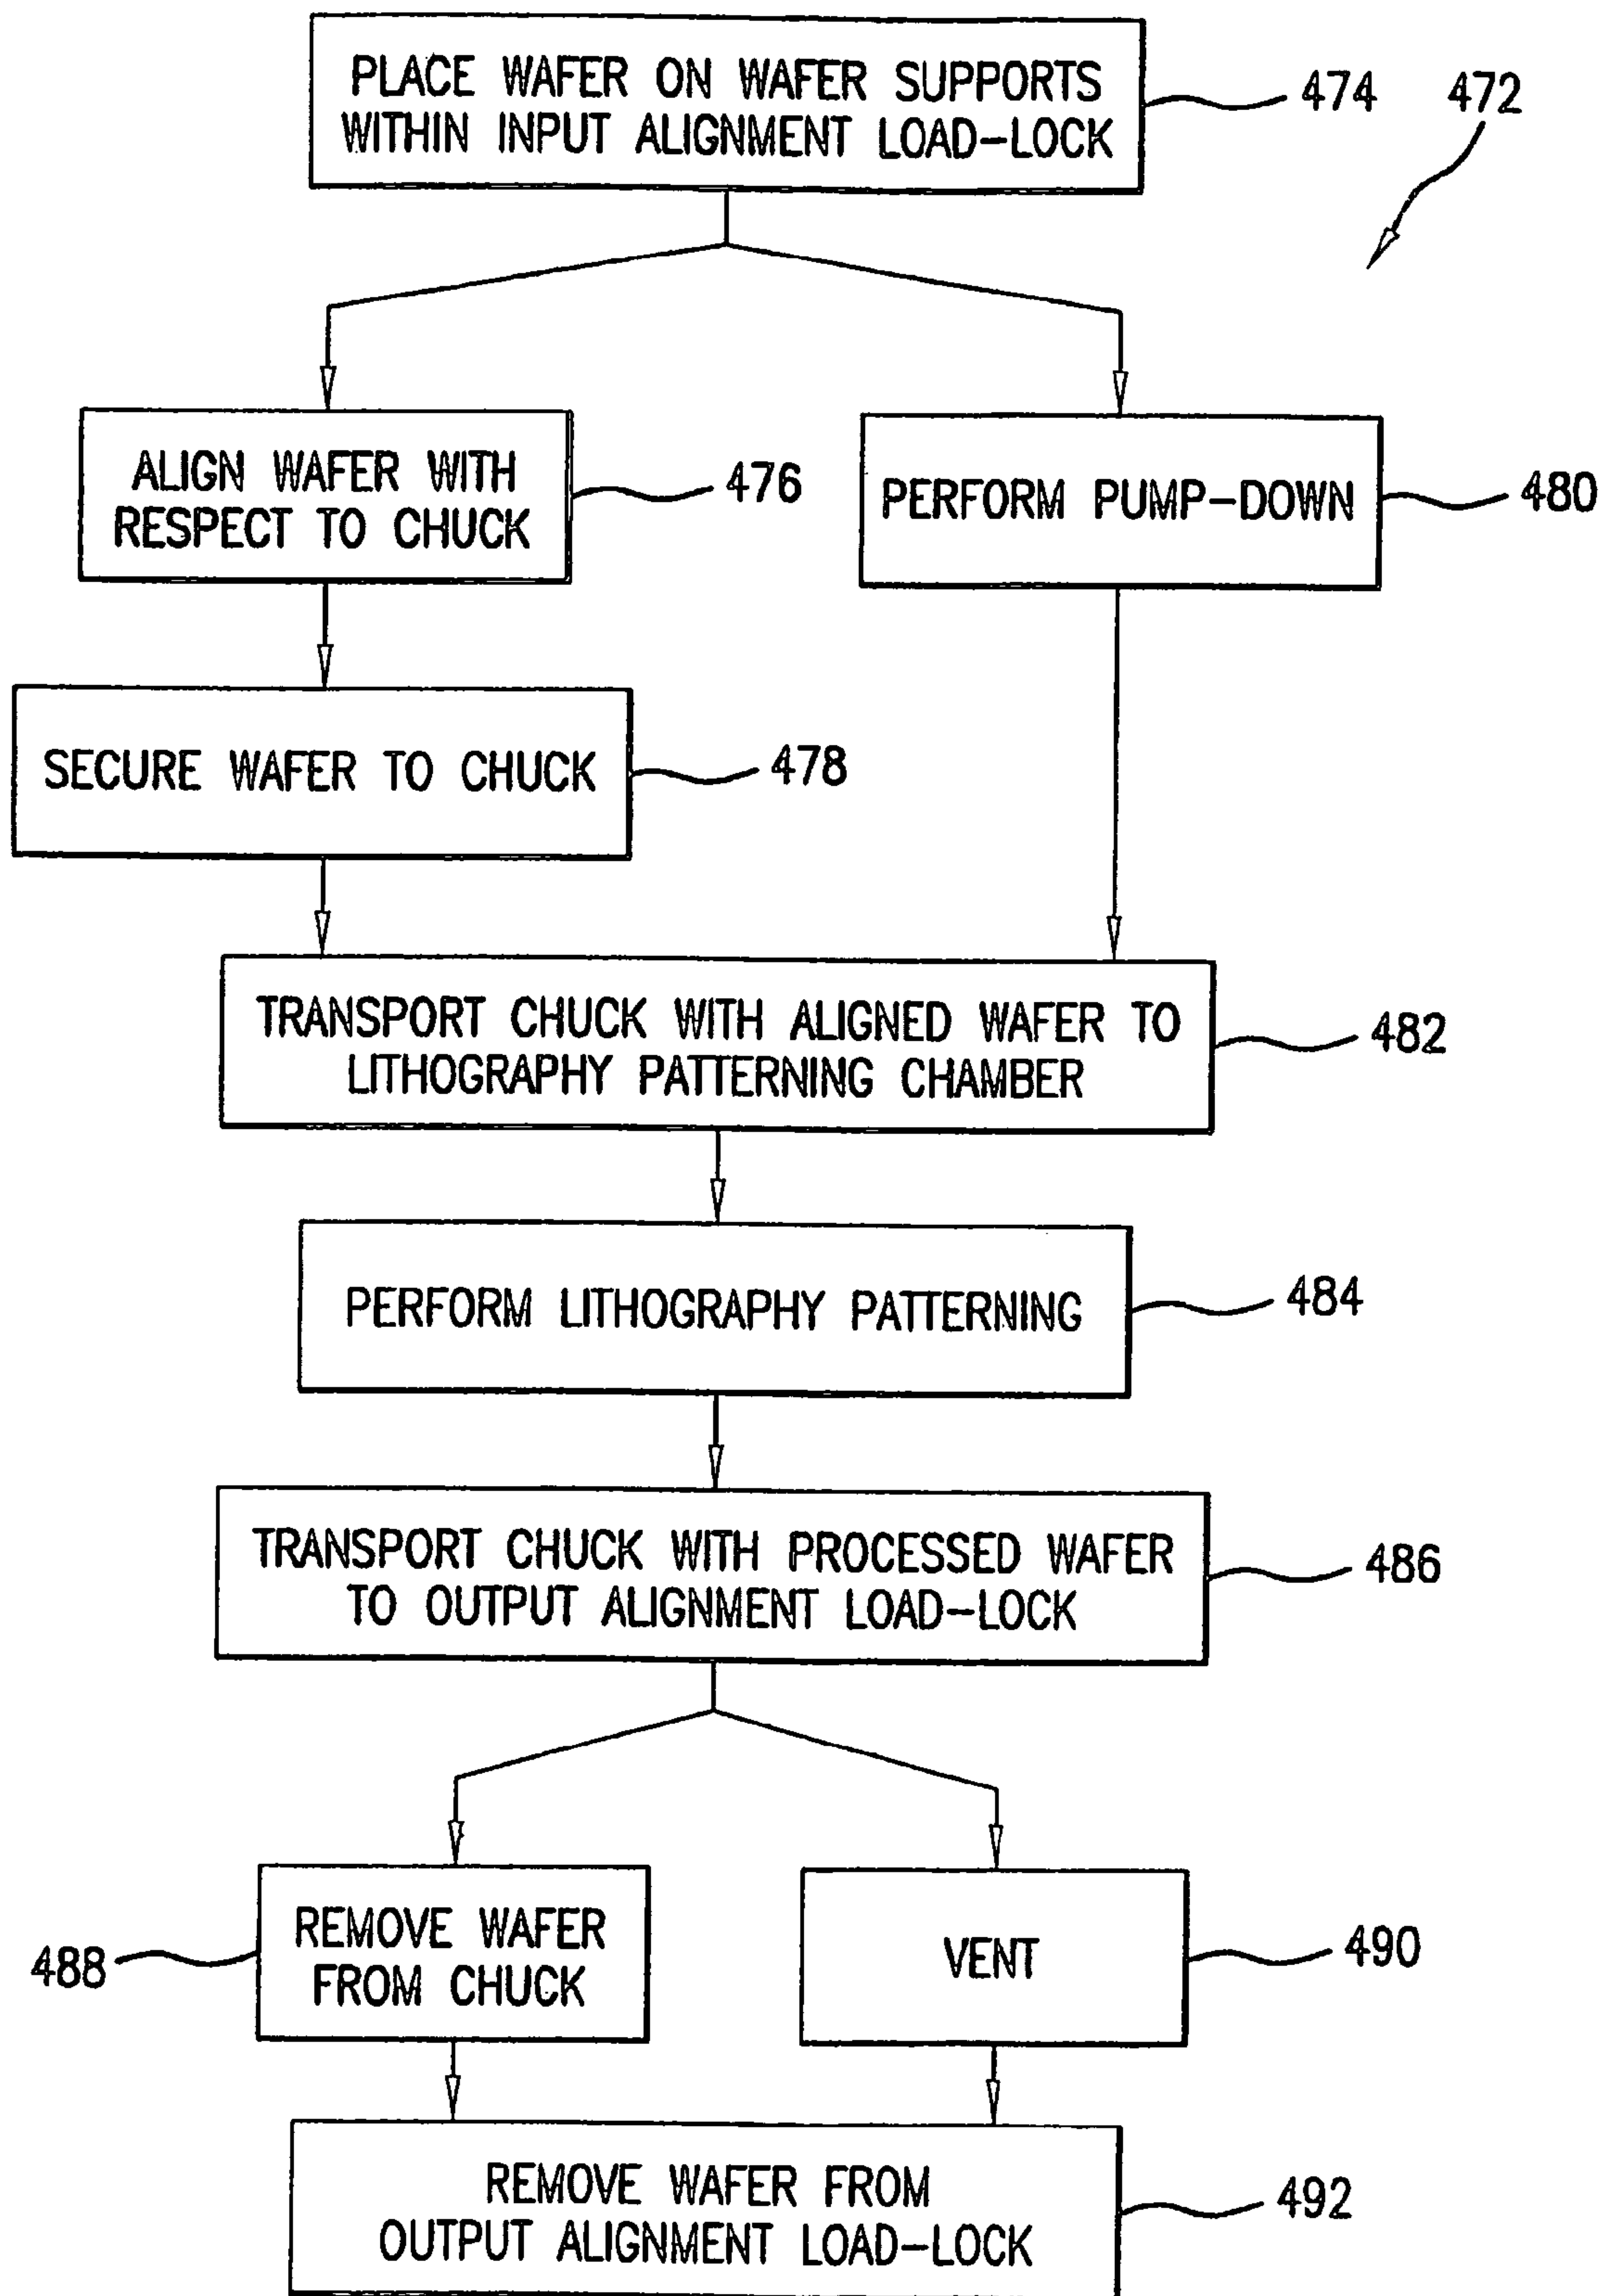 PLACE WAFER ON WAFER SUPPORTS
WITHIN INPUT ALIGNMENT LOAD-LOCK
474
472
ALIGN WAFER WITH
RESPECT TO CHUCK
476
PERFORM PUMP-DOWN
480
SECURE WAFER TO CHUCK
478
TRANSPORT CHUCK WITH ALIGNED WAFER TO
LITHOGRAPHY PATTERNING CHAMBER
482
PERFORM LITHOGRAPHY PATTERNING
484
TRANSPORT CHUCK WITH PROCESSED WAFER
TO OUTPUT ALIGNMENT LOAD-LOCK
486
488
REMOVE WAFER
FROM CHUCK
VENT
490
REMOVE WAFER FROM
OUTPUT ALIGNMENT LOAD-LOCK
492